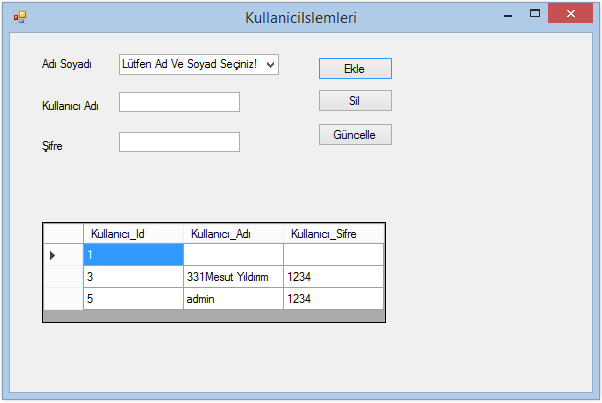 KullaniciIslemleri
Adı Soyadı Lütfen Ad Ve Soyad Seçiniz! Ekle
Kullanıcı Adı Sil
Şifre Güncelle
Kullanıcı_Id Kullanıcı_Adı Kullanıcı_Sifre
1
3 331Mesut Yıldırım 1234
5 admin 1234